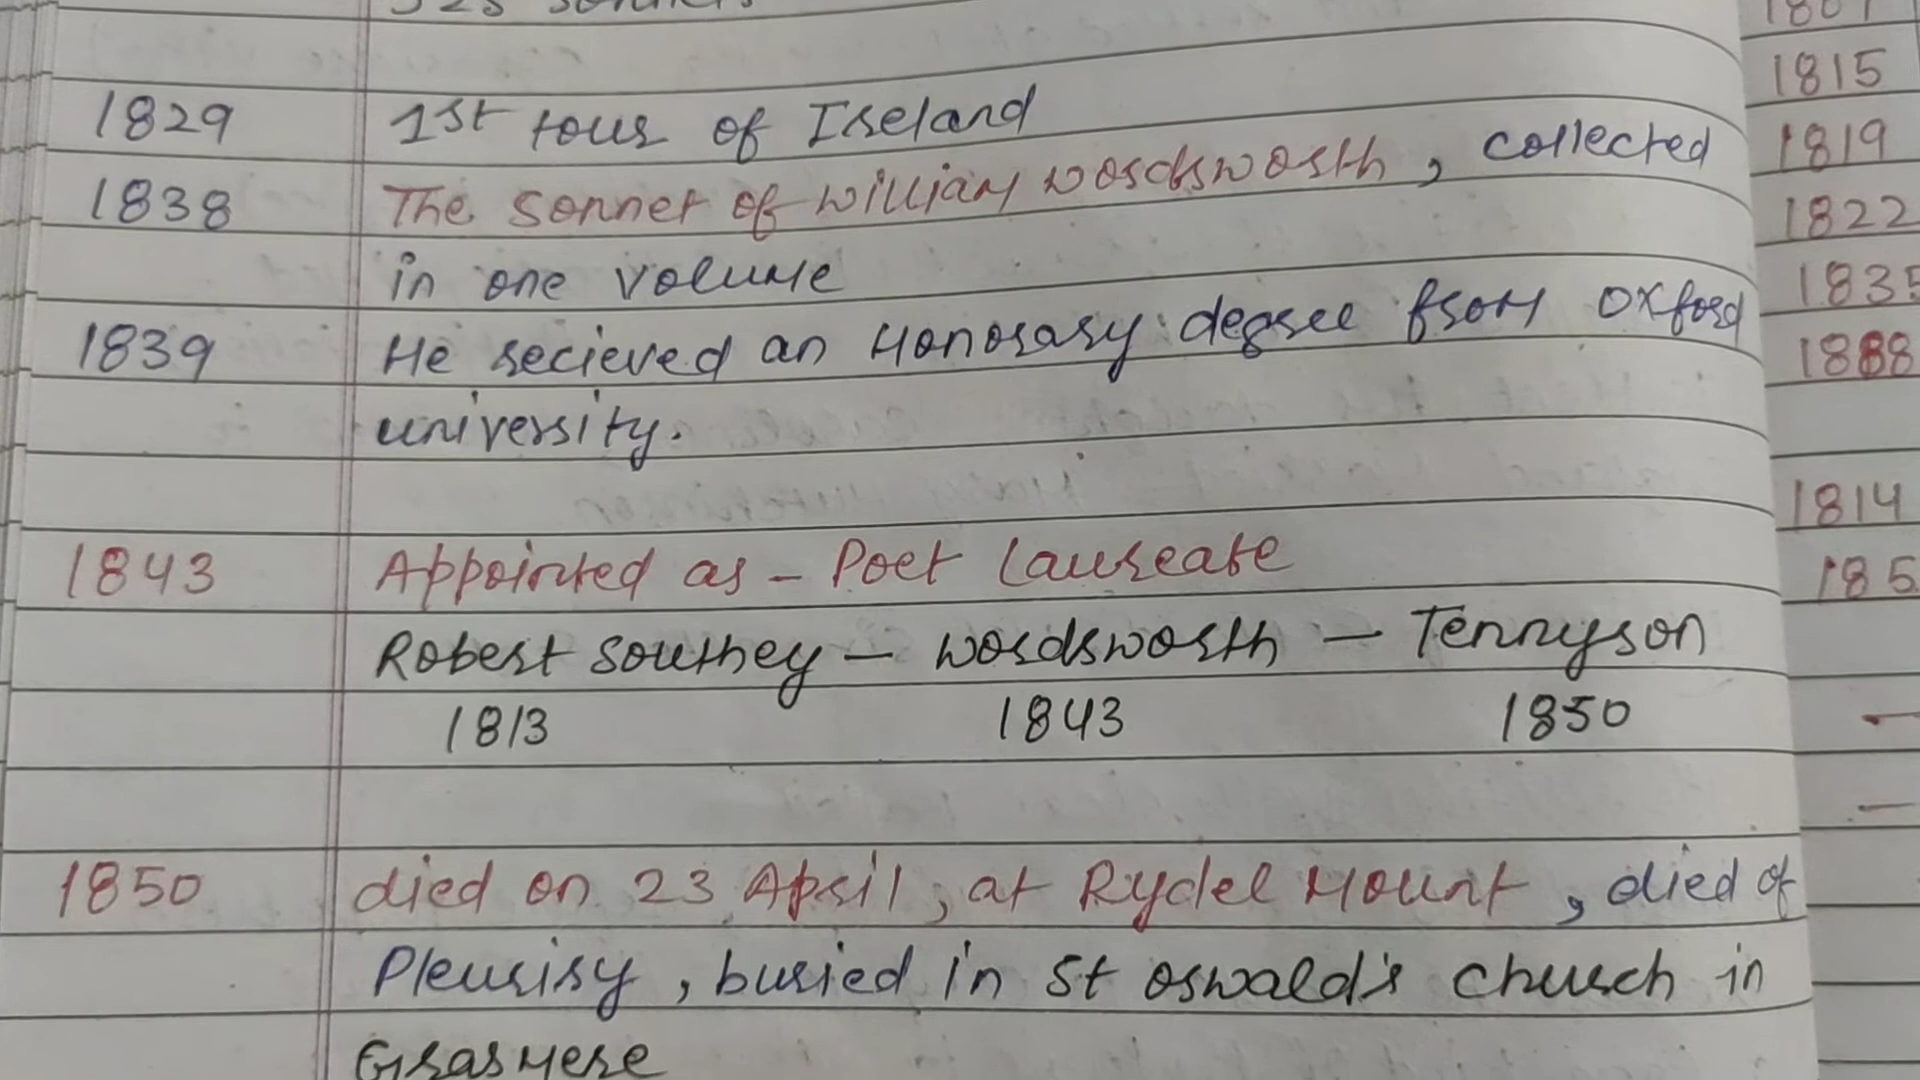 1829 1st tour of Ireland
1838 The Sonnet of William Wordsworth, collected
in one volume
1839 He recieved an Honorary degree from Oxford
university.
1843 Appointed as - Poet Laureate
Robert Southey - Wordsworth - Tennyson
1813 1843 1850
1850 died on 23 April, at Rydel Mount, died of
Pleurisy, buried in St Oswald's church in
Grasmere
1815
1819
1822
1835
1888
1814
185